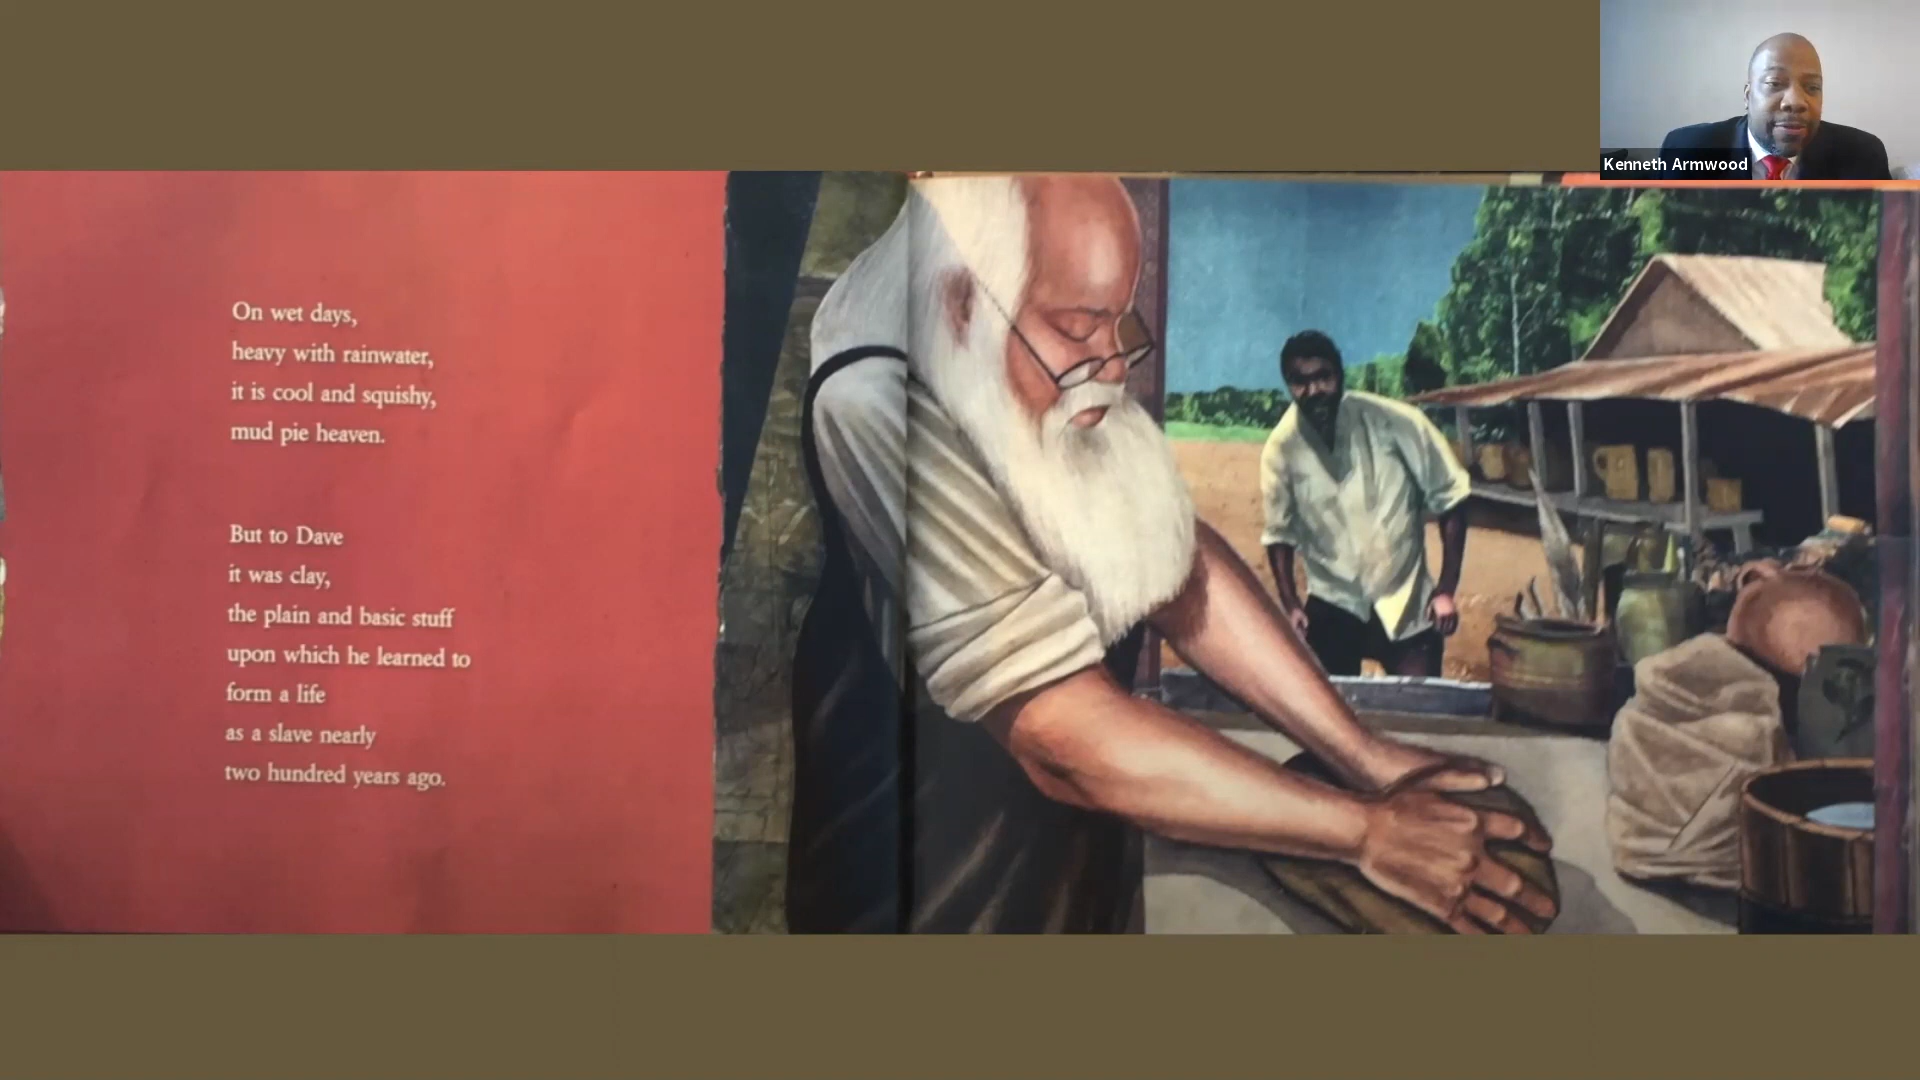 Kenneth Armwood
On wet days,
heavy with rainwater,
it is cool and squishy,
mud pie heaven.
But to Dave
it was clay,
the plain and basic stuff
upon which he learned to
form a life
as a slave nearly
two hundred years ago.